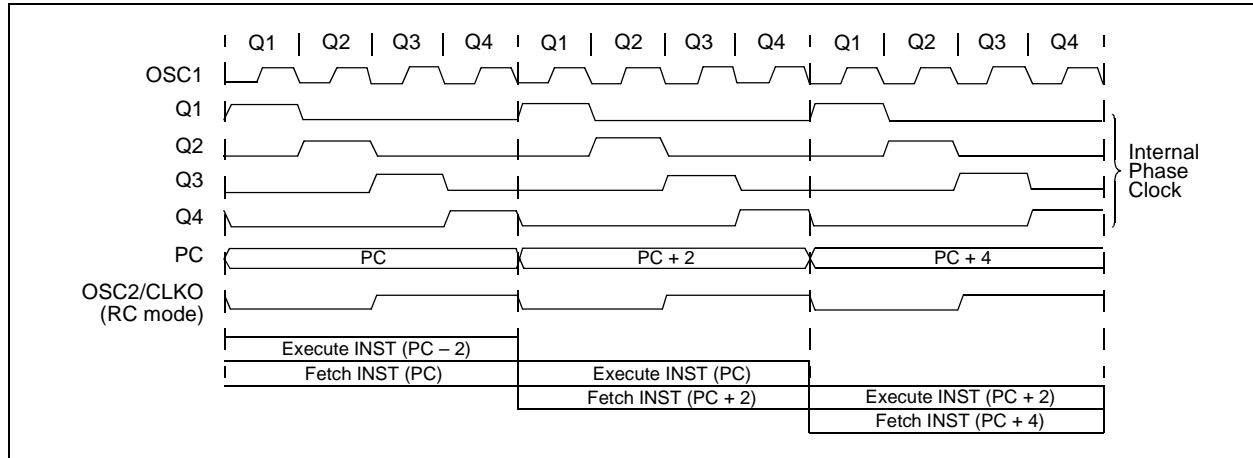 Q1 Q2 Q3 Q4 Q1 Q2 Q3 Q4 Q1 Q2 Q3 Q4
OSC1
Q1
Q2
Q3
Q4
Internal
Phase
Clock
PC
PC
PC + 2
PC + 4
OSC2/CLKO
(RC mode)
Execute INST (PC – 2)
Fetch INST (PC)
Execute INST (PC)
Fetch INST (PC + 2)
Execute INST (PC + 2)
Fetch INST (PC + 4)